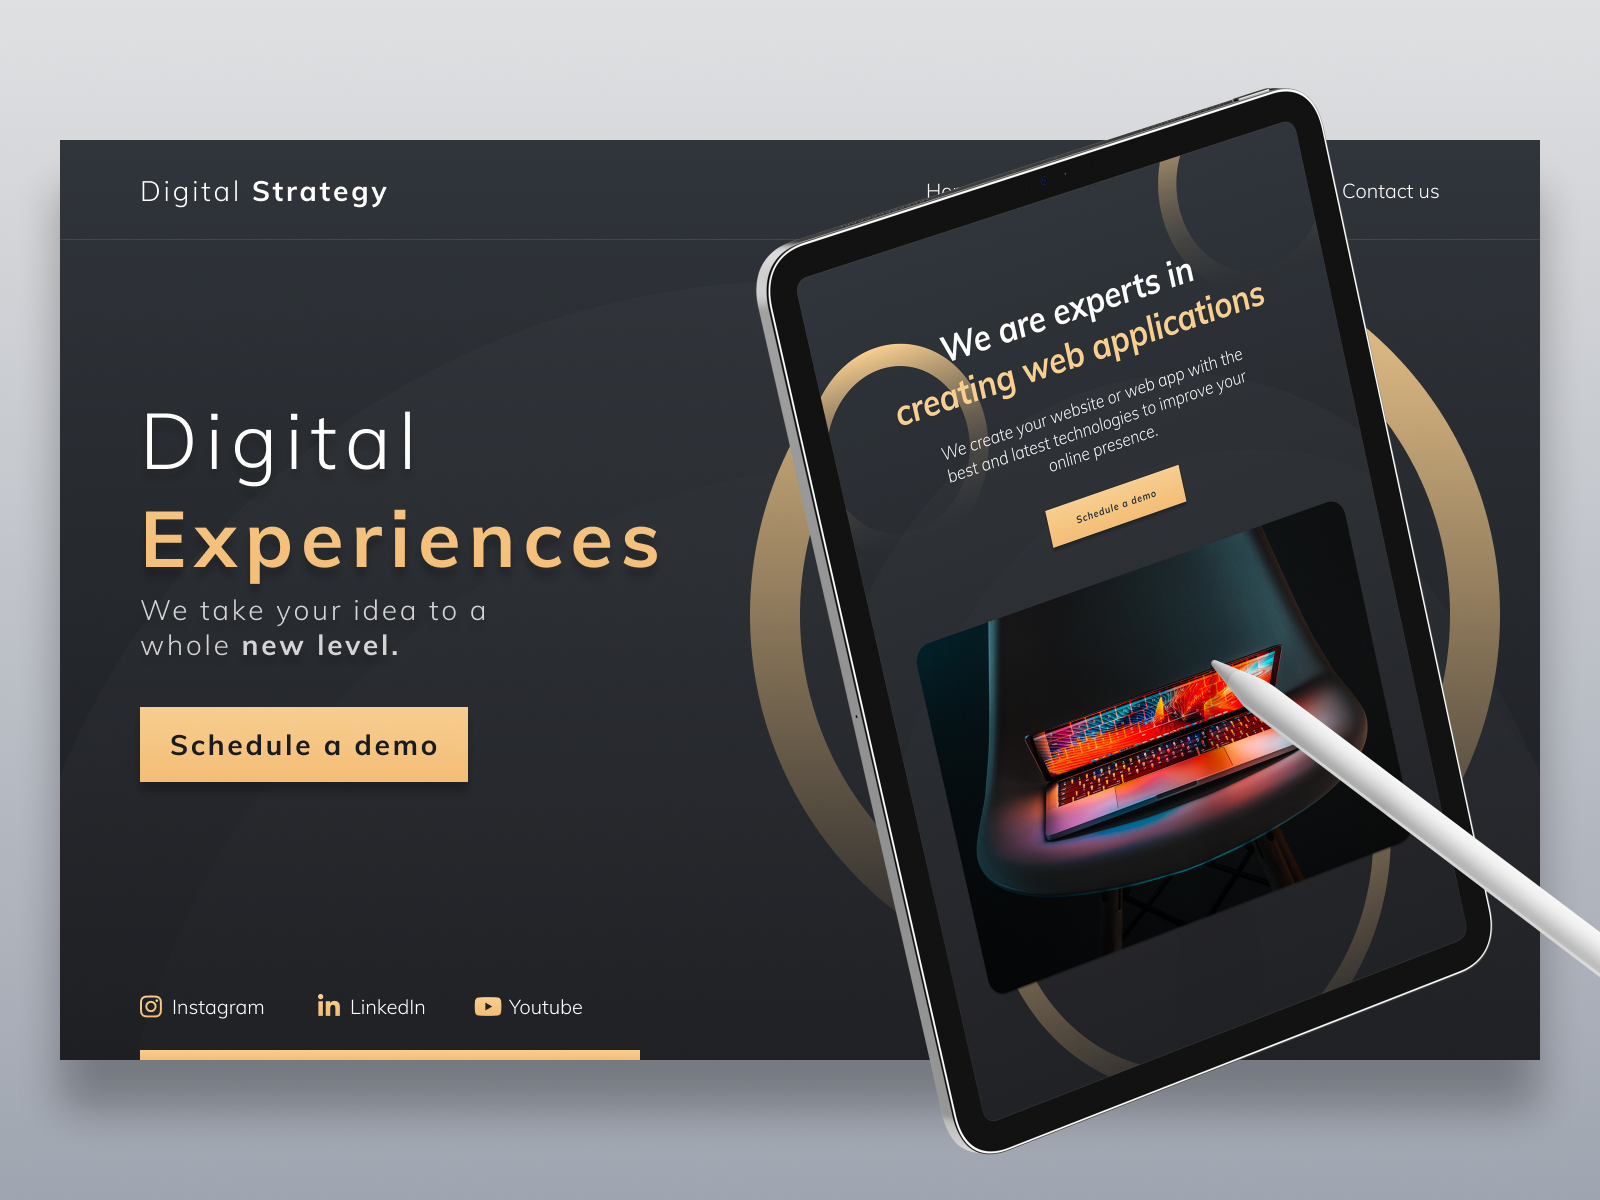 Digital Strategy
Contact us
Digital
Experiences
We take your idea to a
whole new level.
Schedule a demo
Instagram
LinkedIn
Youtube
We are experts in
creating web applications
We create your website or web app with the
best and latest technologies to improve your
online presence.
Schedule a demo